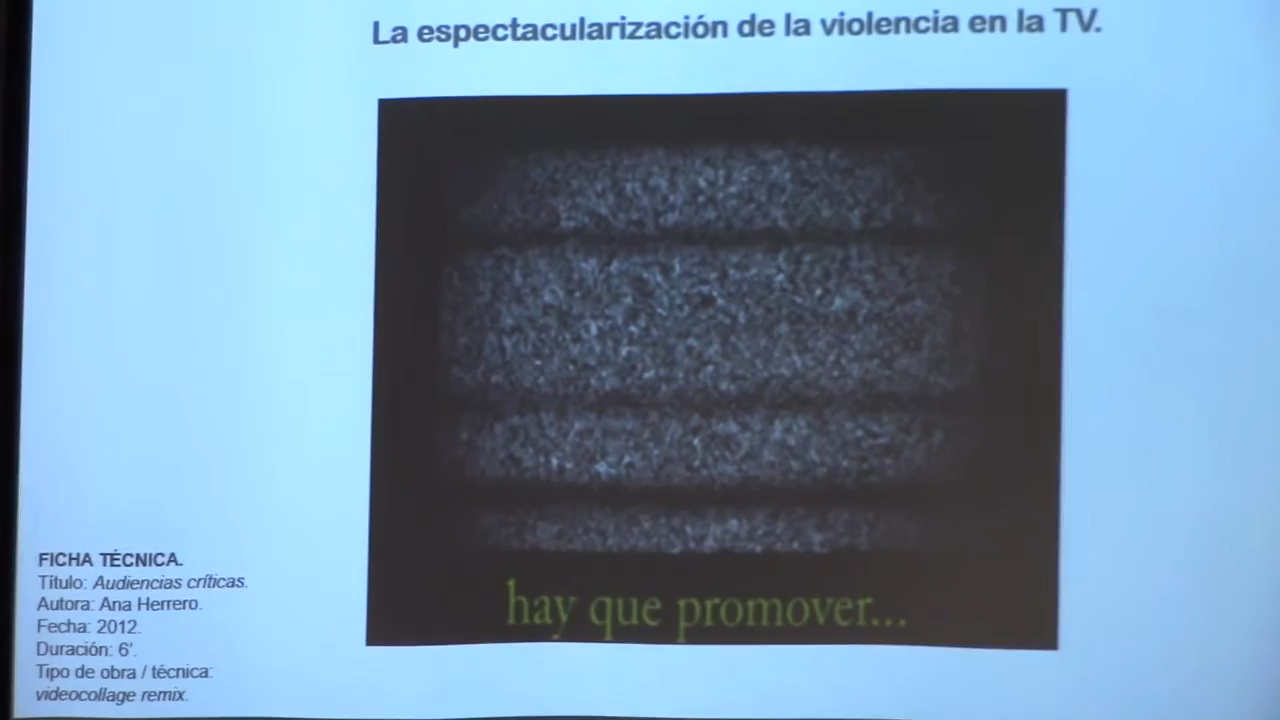 La espectacularización de la violencia en la TV.
hay que promover...
FICHA TÉCNICA.
Título: Audiencias críticas.
Autora: Ana Herrero.
Fecha: 2012.
Duración: 6'.
Tipo de obra / técnica:
videocollage remix.